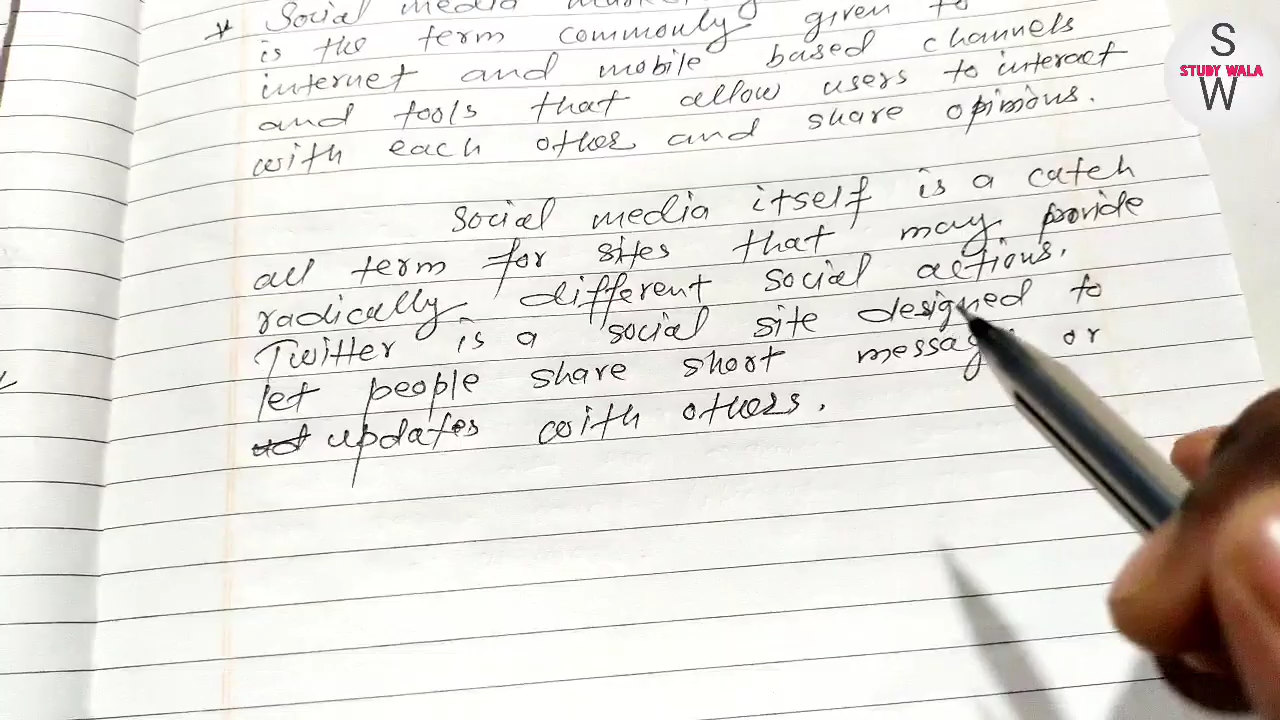 * Social media
is the term commonly given to
internet and mobile based channels
and tools that allow users to interact
with each other and share opinions.
Social media itself is a catch
all term for sites that may provide
radically different social actions.
Twitter is a social site designed to
let people share short messages or
updates with others.
S
STUDY WALA
W